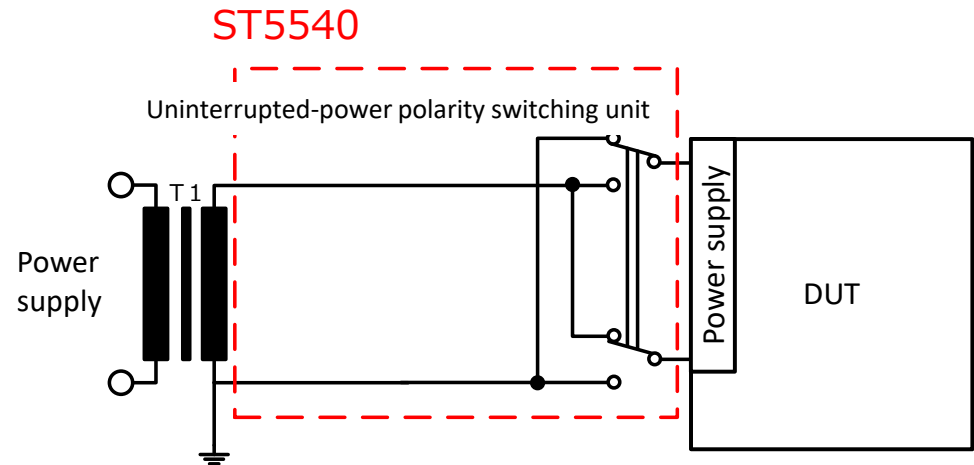 ST5540
Uninterrupted-power polarity switching unit
T1
Power
supply
Power supply
DUT